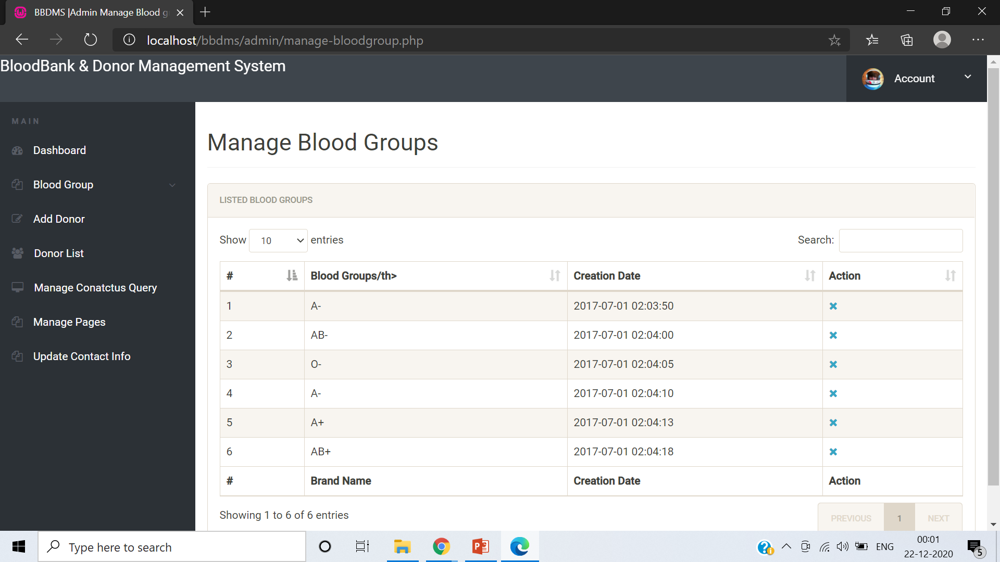 BBDMS |Admin Manage Blood g
localhost/bbdms/admin/manage-bloodgroup.php
BloodBank & Donor Management System
Account
MAIN
Dashboard
Blood Group
Add Donor
Donor List
Manage Conatctus Query
Manage Pages
Update Contact Info
Manage Blood Groups
LISTED BLOOD GROUPS
Show 10 entries Search:
# Blood Groups/th> Creation Date Action
1 A- 2017-07-01 02:03:50
2 AB- 2017-07-01 02:04:00
3 O- 2017-07-01 02:04:05
4 A- 2017-07-01 02:04:10
5 A+ 2017-07-01 02:04:13
6 AB+ 2017-07-01 02:04:18
# Brand Name Creation Date Action
Showing 1 to 6 of 6 entries
PREVIOUS 1 NEXT
Type here to search
ENG
00:01
22-12-2020
5